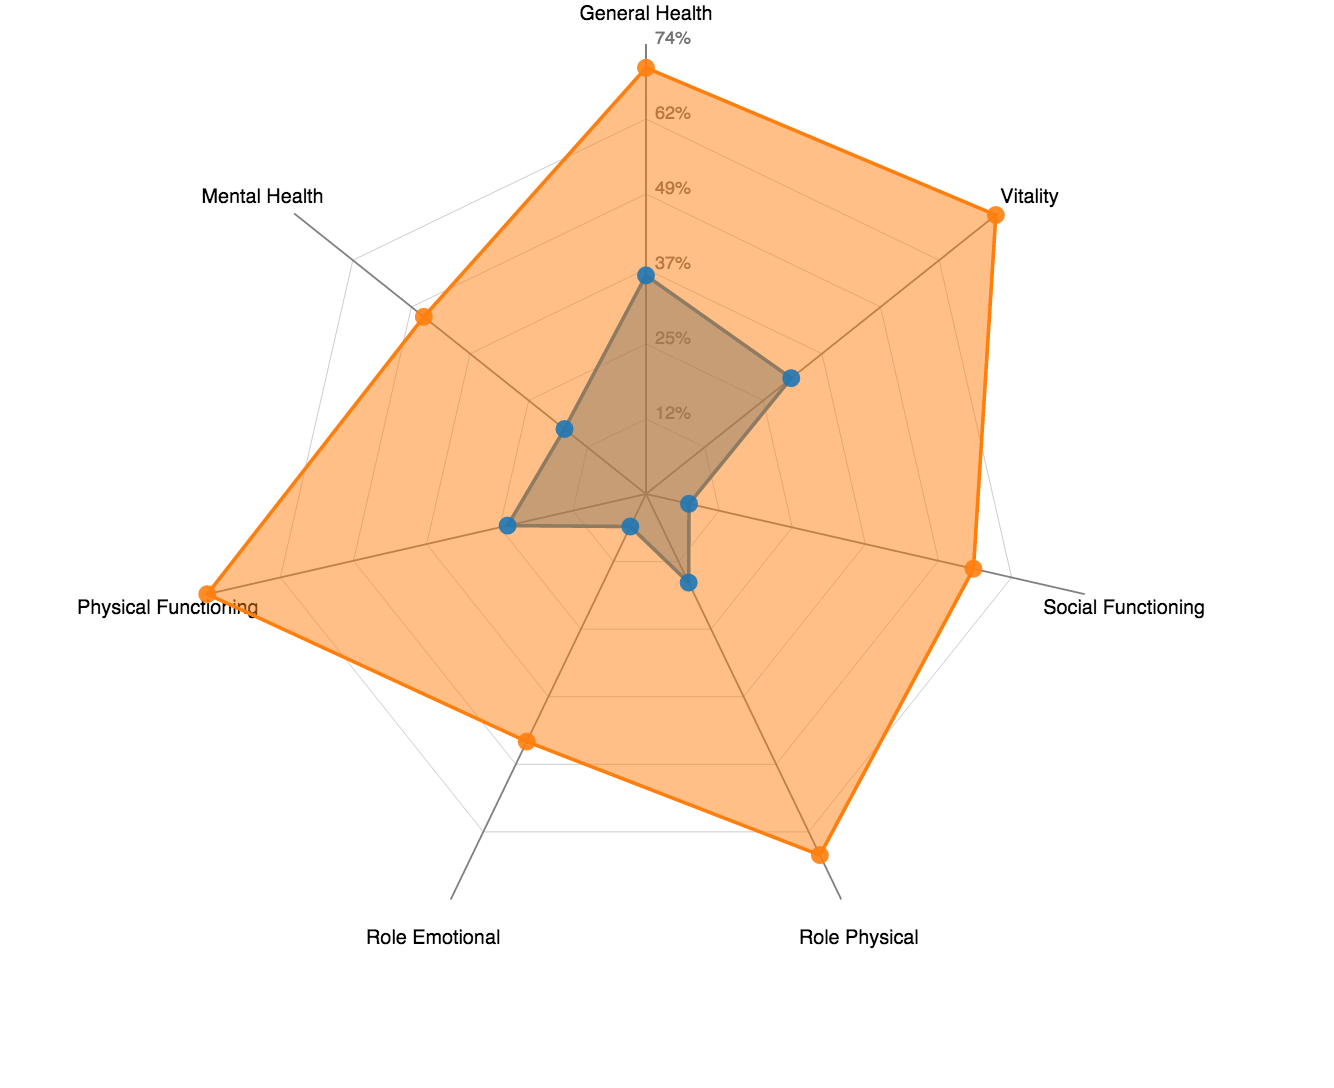 General Health
74%
62%
Mental Health
49%
Vitality
37%
25%
12%
Physical Functioning
Social Functioning
Role Emotional
Role Physical